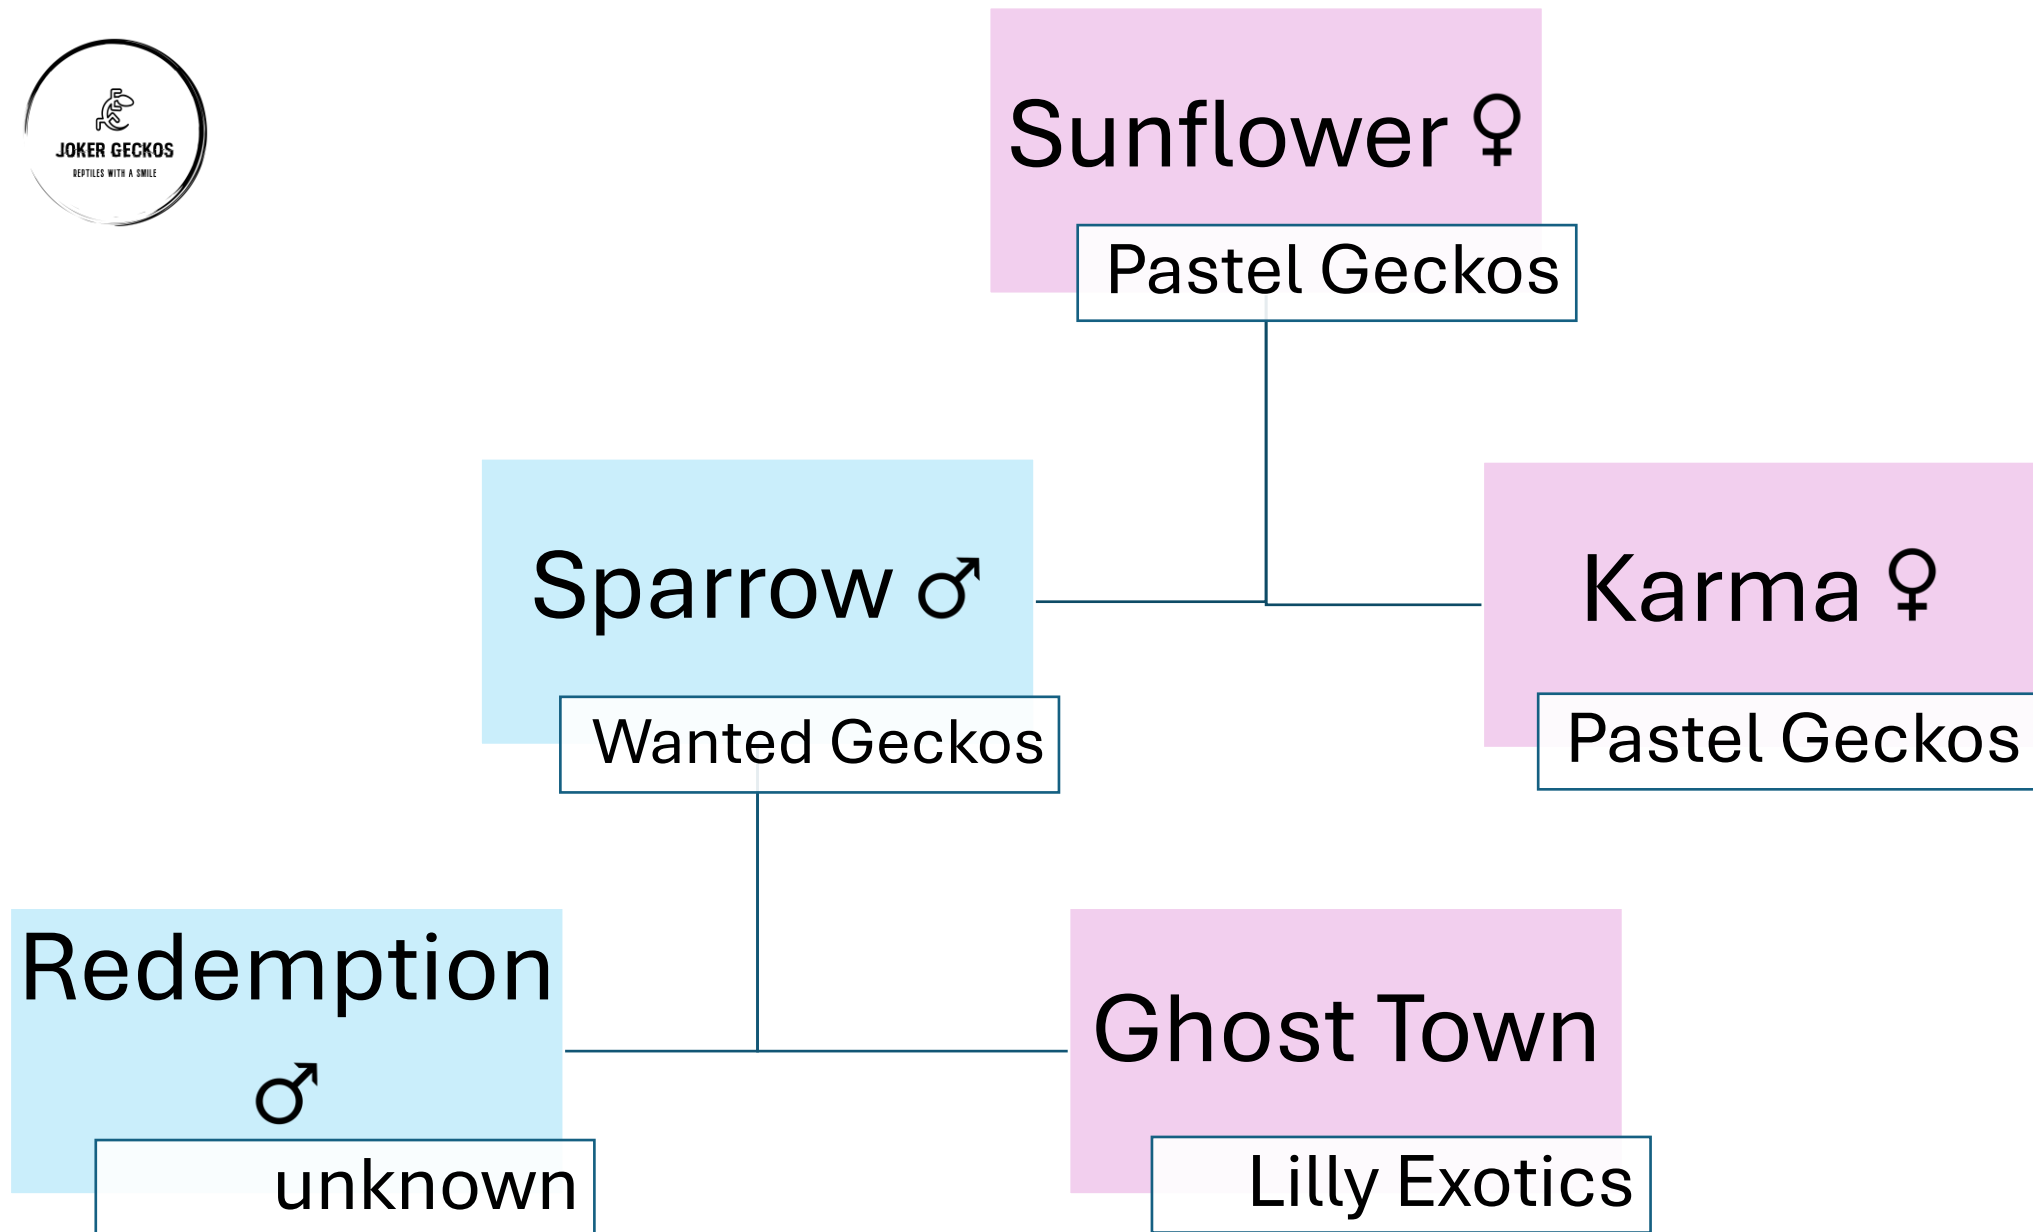 JOKER GECKOS
REPTILES WITH A SMILE
Sunflower ♀
Pastel Geckos
Sparrow ♂
Wanted Geckos
Karma ♀
Pastel Geckos
Redemption
♂
unknown
Ghost Town
Lilly Exotics